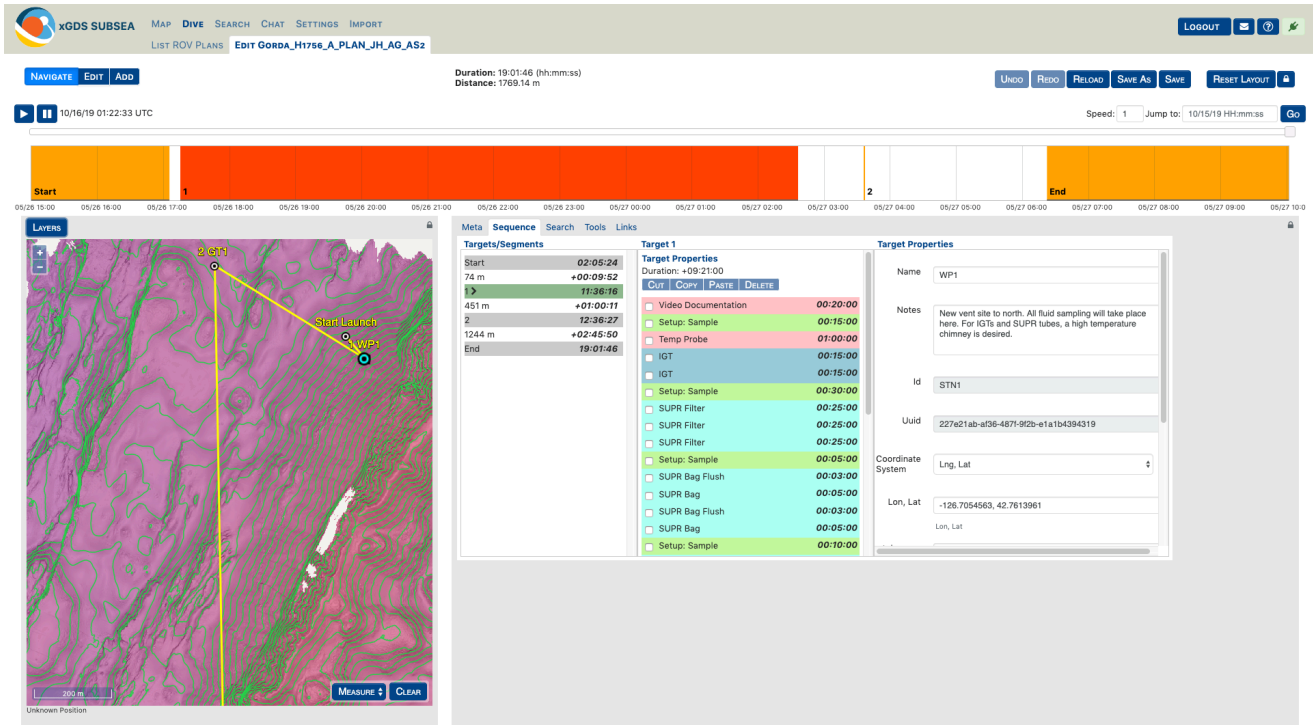 xGDS SUBSEA
MAP DIVE SEARCH CHAT SETTINGS IMPORT
LOGOUT
LIST ROV PLANS EDIT GORDA_H1756_A_PLAN_JH_AG_AS2
NAVIGATE EDIT ADD
Duration: 19:01:46 (hh:mm:ss)
Distance: 1769.14 m
UNDO REDO RELOAD SAVE AS SAVE RESET LAYOUT
10/16/19 01:22:33 UTC
Speed: 1 Jump to: 10/15/19 HH:mm:ss Go
Start 1 2 End
05/26 15:00 05/26 16:00 05/26 17:00 05/26 18:00 05/26 19:00 05/26 20:00 05/26 21:00 05/26 22:00 05/26 23:00 05/27 00:00 05/27 01:00 05/27 02:00 05/27 03:00 05/27 04:00 05/27 05:00 05/27 06:00 05/27 07:00 05/27 08:00 05/27 09:00 05/27 10:0
LAYERS
+
−
2 GT1
Start Launch
1 WP1
200 m
MEASURE CLEAR
Unknown Position
Meta Sequence Search Tools Links
Targets/Segments
Start 02:05:24
74 m +00:09:52
1 11:36:16
451 m +01:00:11
2 12:36:27
1244 m +02:45:50
End 19:01:46
Target 1
Target Properties
Duration: +09:21:00
CUT COPY PASTE DELETE
Video Documentation 00:20:00
Setup: Sample 00:15:00
Temp Probe 01:00:00
IGT 00:15:00
IGT 00:15:00
Setup: Sample 00:30:00
SUPR Filter 00:25:00
SUPR Filter 00:25:00
SUPR Filter 00:25:00
Setup: Sample 00:05:00
SUPR Bag Flush 00:03:00
SUPR Bag 00:05:00
SUPR Bag Flush 00:03:00
SUPR Bag 00:05:00
Setup: Sample 00:10:00
Target Properties
Name WP1
Notes New vent site to north. All fluid sampling will take place
here. For IGTs and SUPR tubes, a high temperature
chimney is desired.
Id STN1
Uuid 227e21ab-af36-487f-9f2b-e1a1b4394319
Coordinate
System Lng, Lat
Lon, Lat -126.7054563, 42.7613961
Lon, Lat